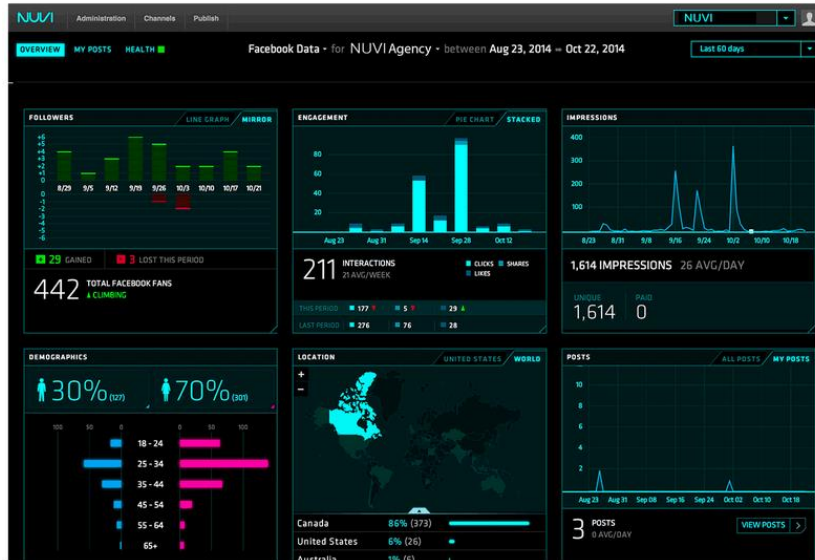 NUVI Administration Channels Publish NUVI
OVERVIEW MY POSTS HEALTH
Facebook Data - for NUVI Agency - between Aug 23, 2014 – Oct 22, 2014
Last 60 days
FOLLOWERS LINE GRAPH MIRROR
+6
+5
+4
+3
+2
+1
0
8/29 9/5 9/12 9/19 9/26 10/3 10/10 10/17 10/21
0
-1
-2
-3
-4
-5
-6
29 GAINED 3 LOST THIS PERIOD
442 TOTAL FACEBOOK FANS
CLIMBING
ENGAGEMENT PIE CHART STACKED
80
60
40
20
Aug 23 Aug 31 Sep 14 Sep 28 Oct 12
211 INTERACTIONS
21 AVG/WEEK
CLICKS SHARES
LIKES
THIS PERIOD 177 5 29
LAST PERIOD 276 76 28
IMPRESSIONS
400
300
200
100
8/23 8/31 9/8 9/16 9/24 10/2 10/10 10/18
1,614 IMPRESSIONS 26 AVG/DAY
UNIQUE PAID
1,614 0
DEMOGRAPHICS
30% (127) 70% (301)
100 50 0 0 50 100
18 - 24
25 - 34
35 - 44
45 - 54
55 - 64
65+
LOCATION UNITED STATES WORLD
+
–
Canada 86% (373)
United States 6% (26)
Australia 1% (6)
POSTS ALL POSTS MY POSTS
10
8
6
4
2
Aug 23 Aug 31 Sep 08 Sep 16 Sep 24 Oct 02 Oct 10 Oct 18
3 POSTS
0 AVG/DAY
VIEW POSTS >